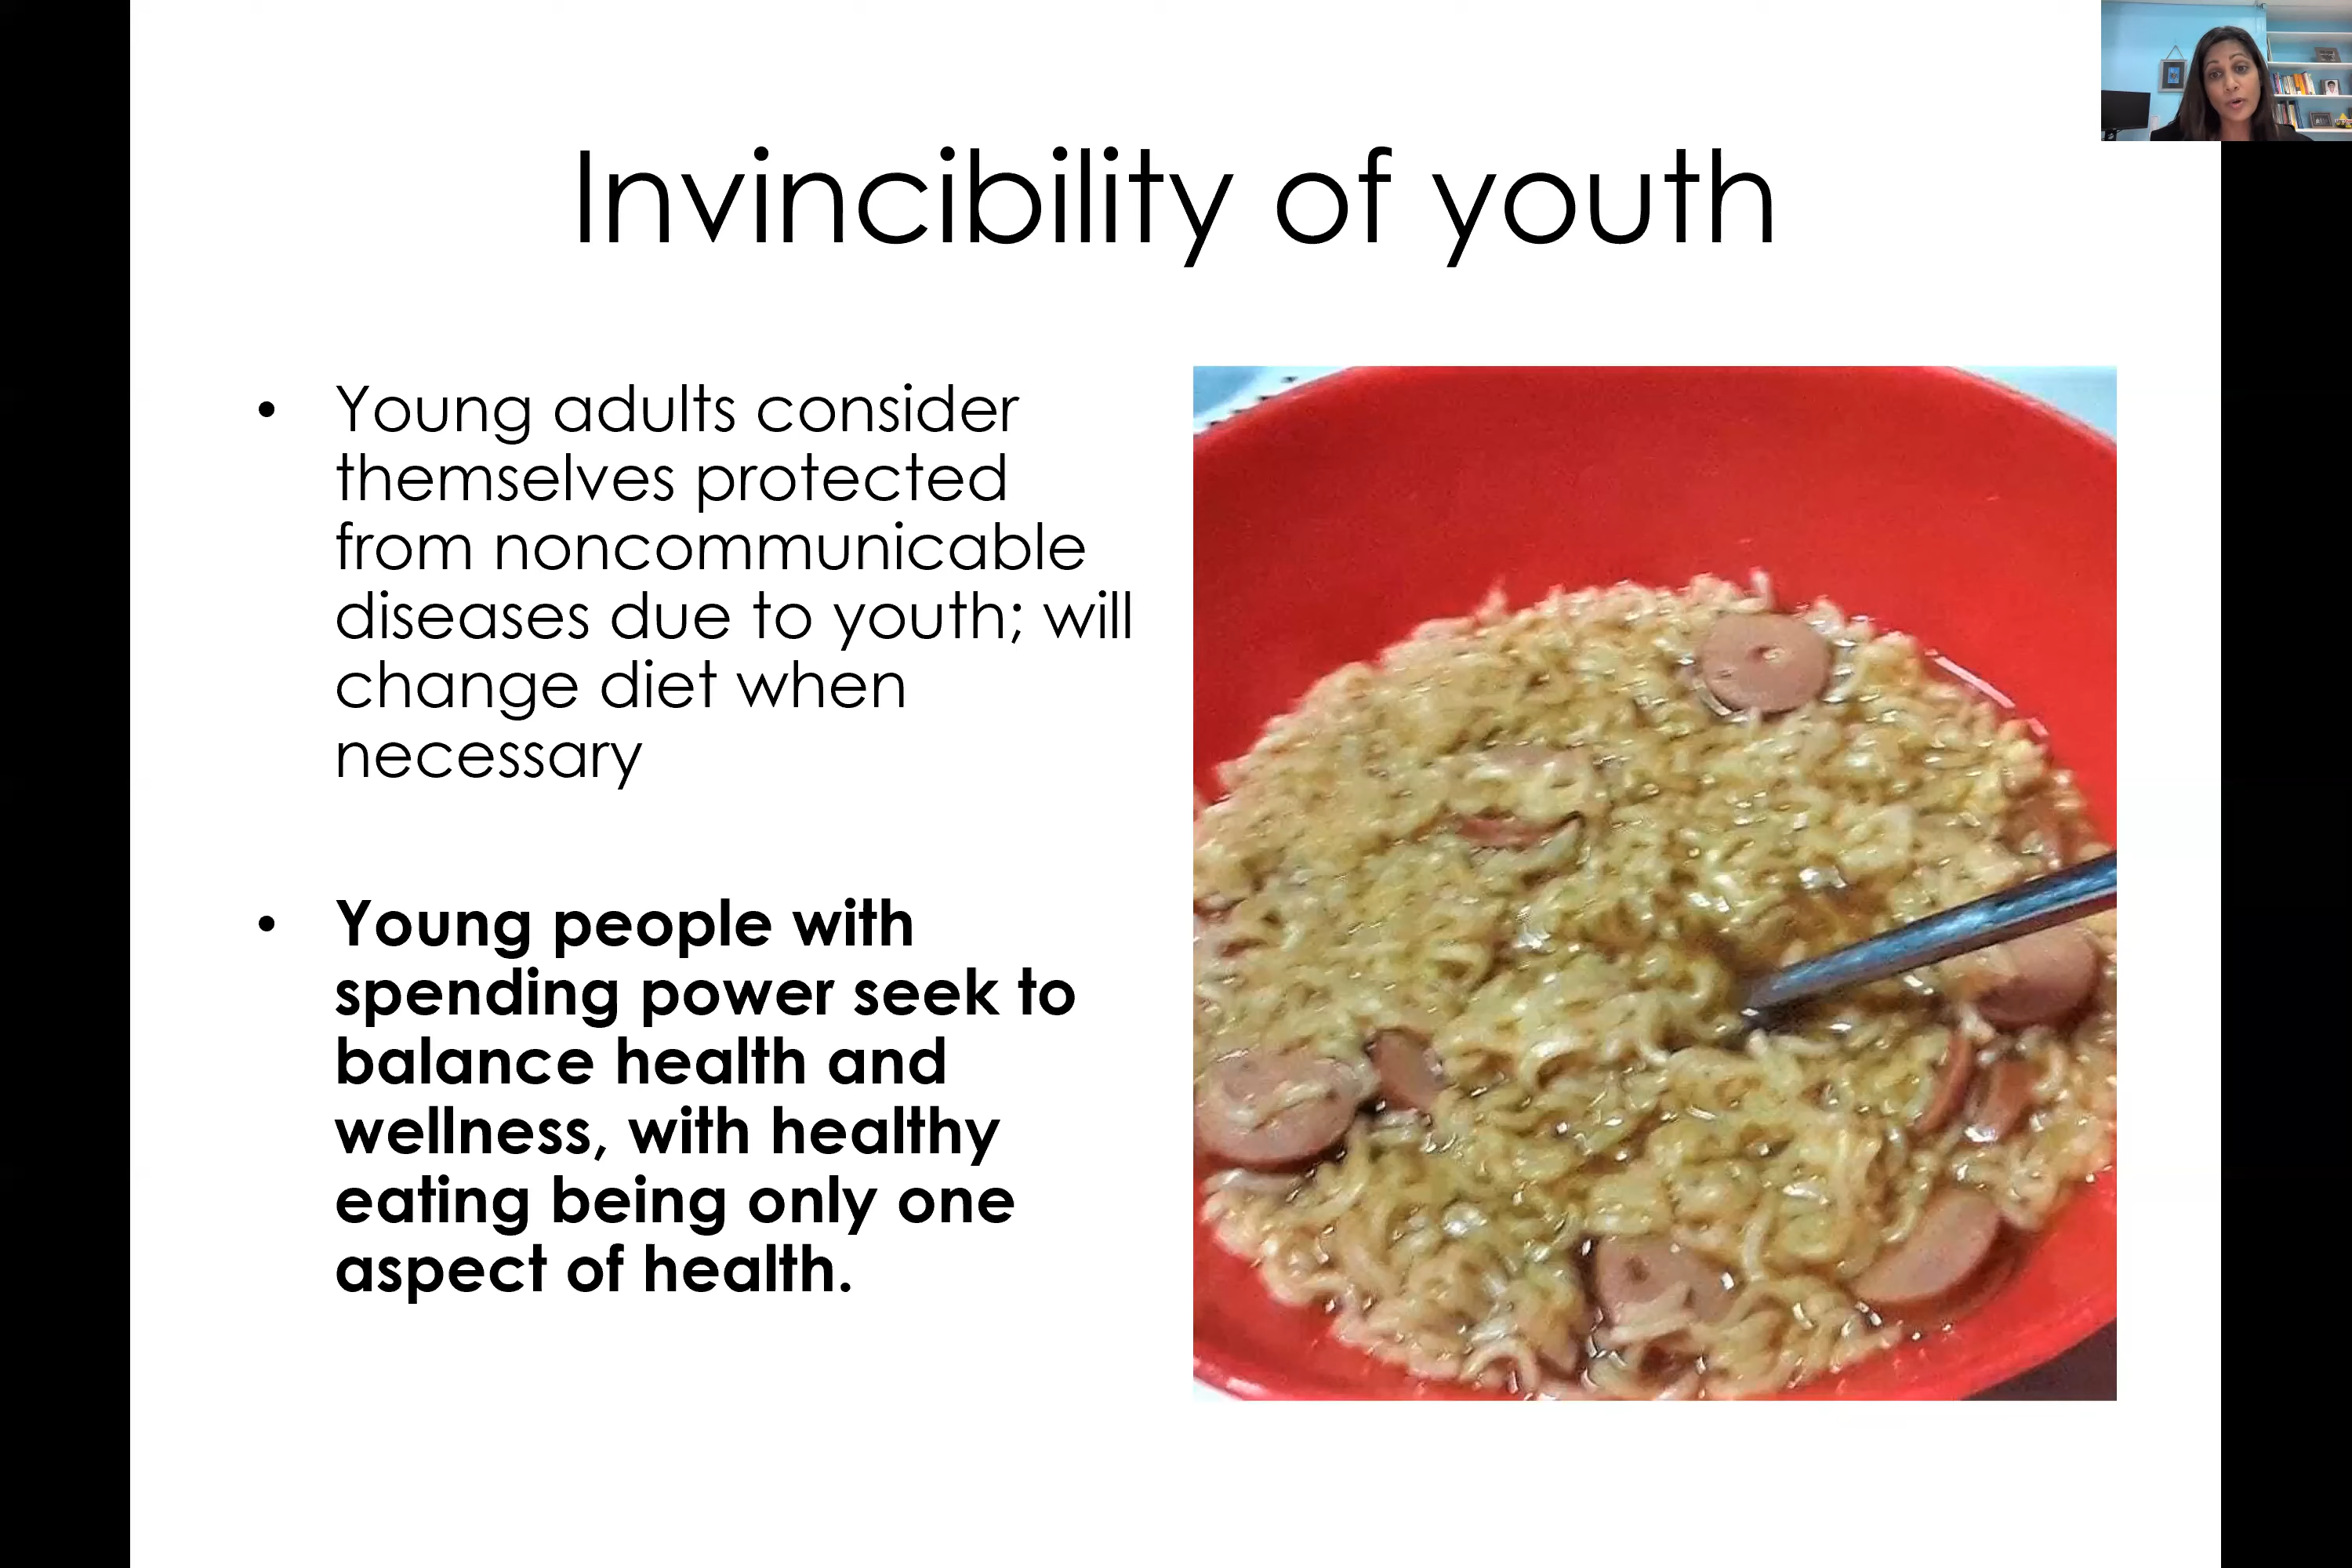 Invincibility of youth
• Young adults consider
themselves protected
from noncommunicable
diseases due to youth; will
change diet when
necessary
• Young people with
spending power seek to
balance health and
wellness, with healthy
eating being only one
aspect of health.